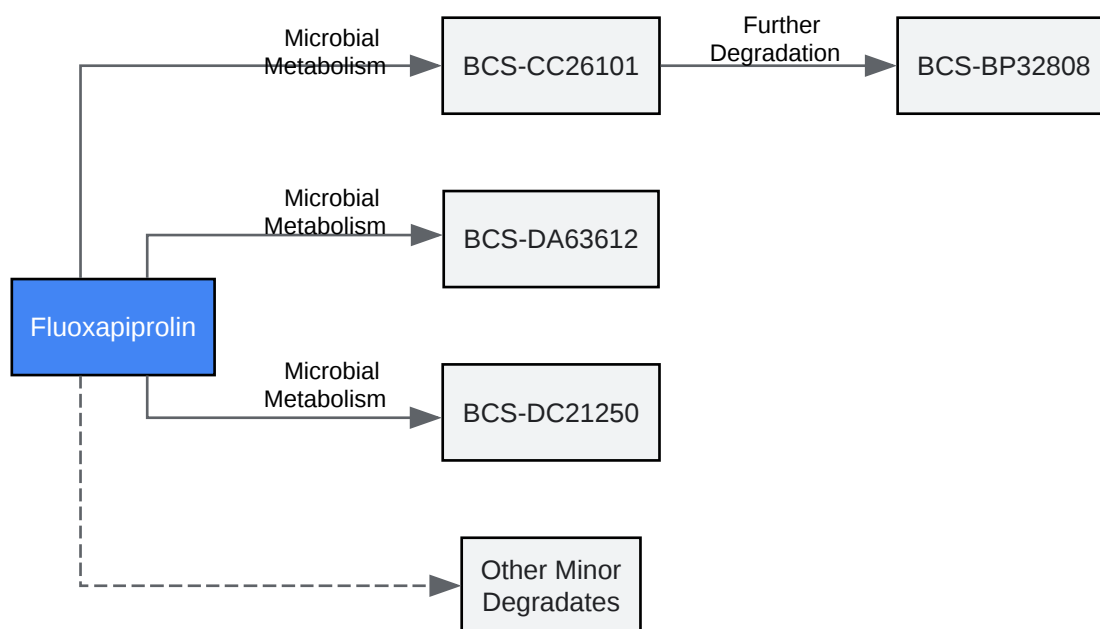 Microbial
Metabolism
BCS-CC26101
Further
Degradation
BCS-BP32808
Microbial
Metabolism
BCS-DA63612
Fluoxapiprolin
Microbial
Metabolism
BCS-DC21250
Other Minor
Degradates